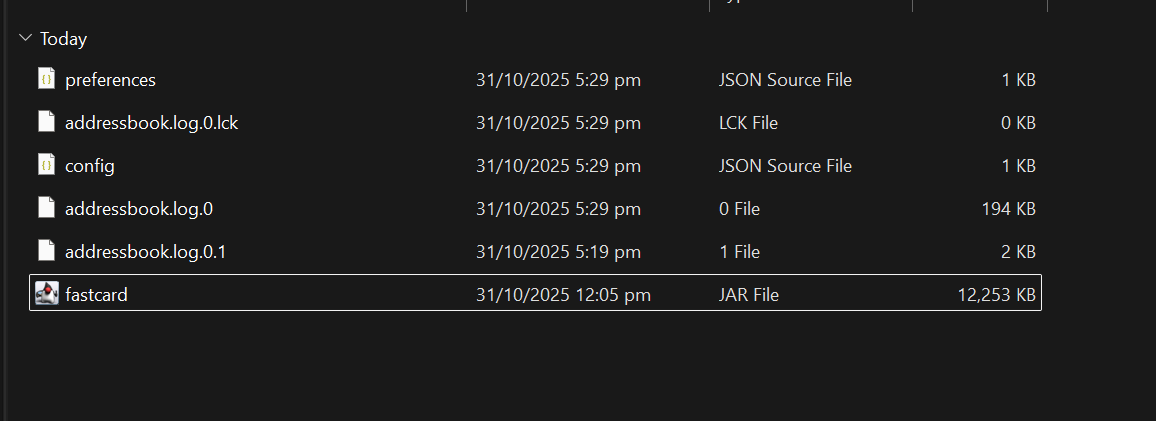 Today
preferences 31/10/2025 5:29 pm JSON Source File 1 KB
addressbook.log.0.lck 31/10/2025 5:29 pm LCK File 0 KB
config 31/10/2025 5:29 pm JSON Source File 1 KB
addressbook.log.0 31/10/2025 5:29 pm 0 File 194 KB
addressbook.log.0.1 31/10/2025 5:19 pm 1 File 2 KB
fastcard 31/10/2025 12:05 pm JAR File 12,253 KB